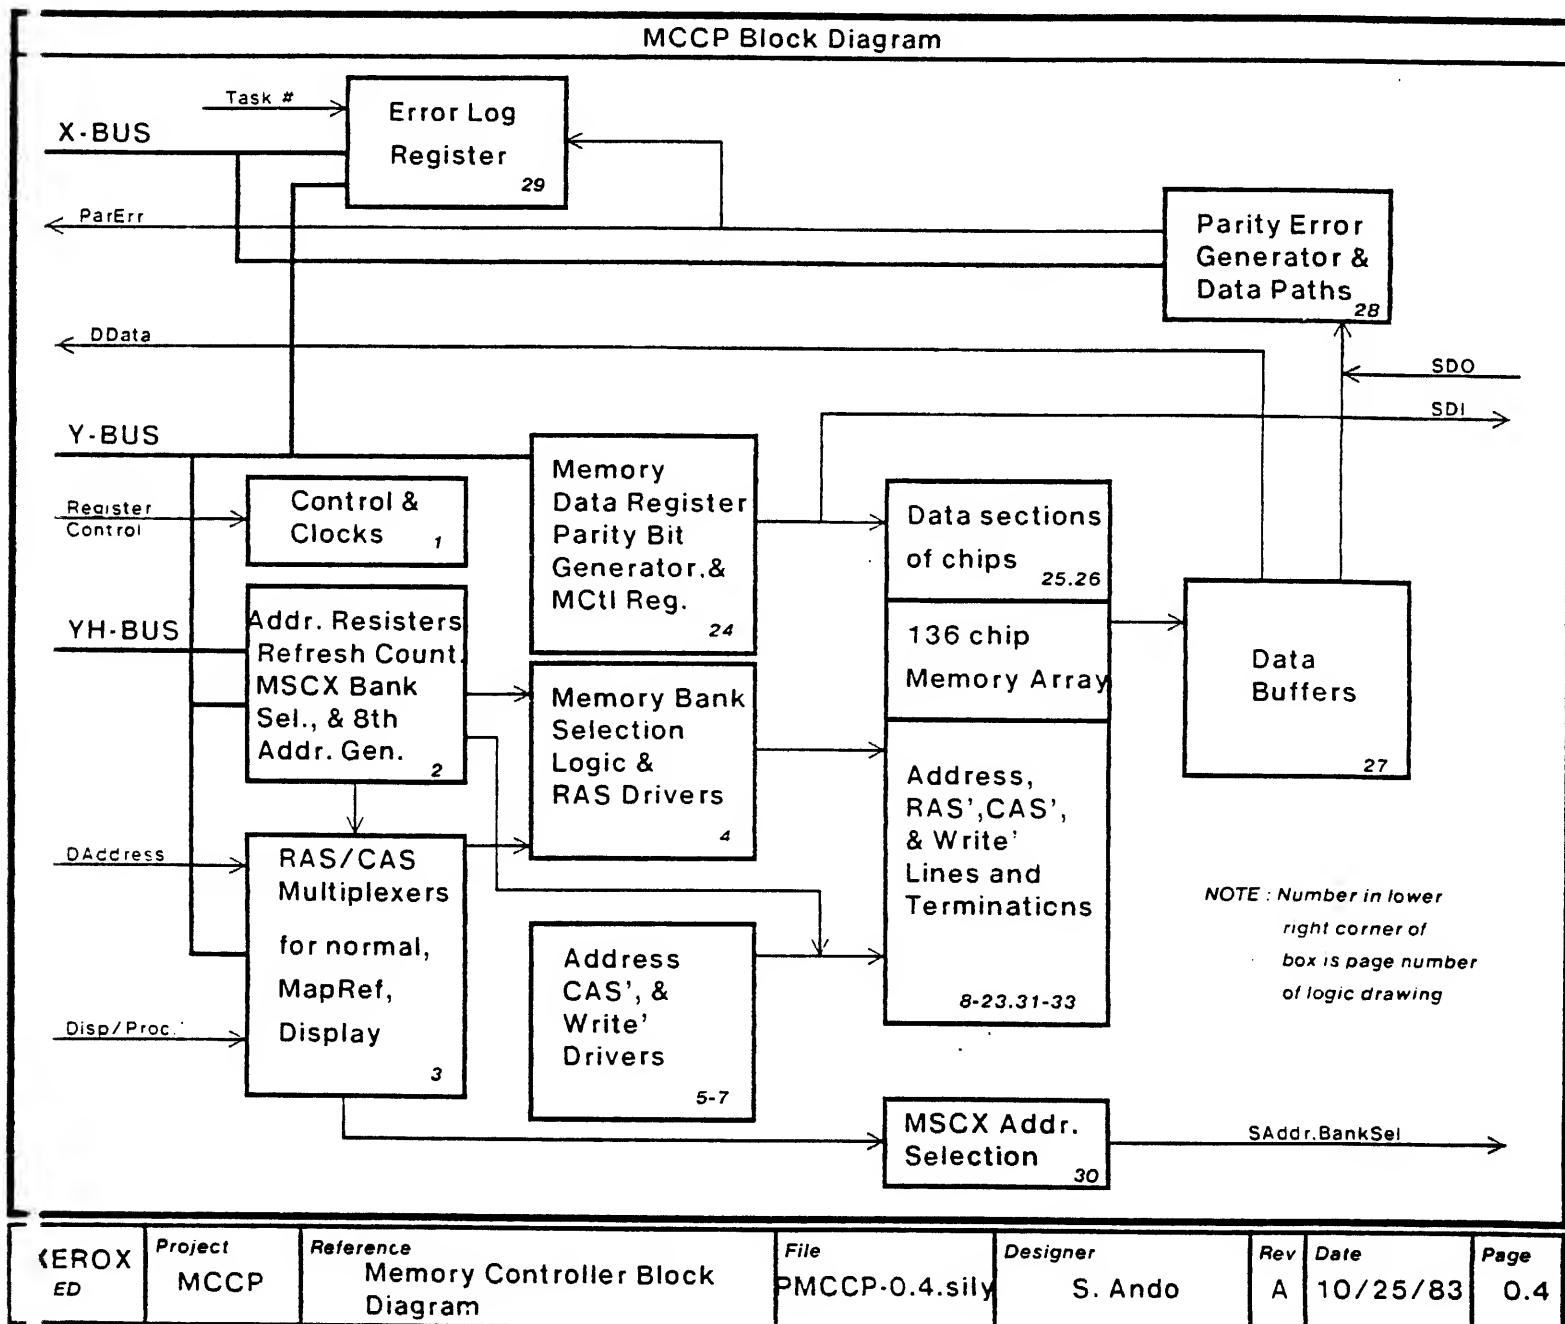 MCCP Block Diagram
Task #
X-BUS
Error Log
Register
29
ParErr
Parity Error
Generator &
Data Paths
28
DData
SDO
SDI
Y-BUS
Register
Control
Control &
Clocks
1
Memory
Data Register
Parity Bit
Generator,&
MCtl Reg.
24
Data sections
of chips
25.26
YH-BUS
Addr. Resisters
Refresh Count.
MSCX Bank
Sel., & 8th
Addr. Gen.
2
136 chip
Memory Array
Data
Buffers
27
Memory Bank
Selection
Logic &
RAS Drivers
4
Address,
RAS',CAS',
& Write'
Lines and
Terminations
8-23.31-33
DAddress
RAS/CAS
Multiplexers
for normal,
MapRef,
Display
3
Disp/Proc.'
Address
CAS', &
Write'
Drivers
5-7
NOTE : Number in lower
right corner of
box is page number
of logic drawing
MSCX Addr.
Selection
30
SAddr.BankSel
XEROX
ED
Project
MCCP
Reference
Memory Controller Block
Diagram
File
PMCCP-0.4.sily
Designer
S. Ando
Rev
A
Date
10/25/83
Page
0.4